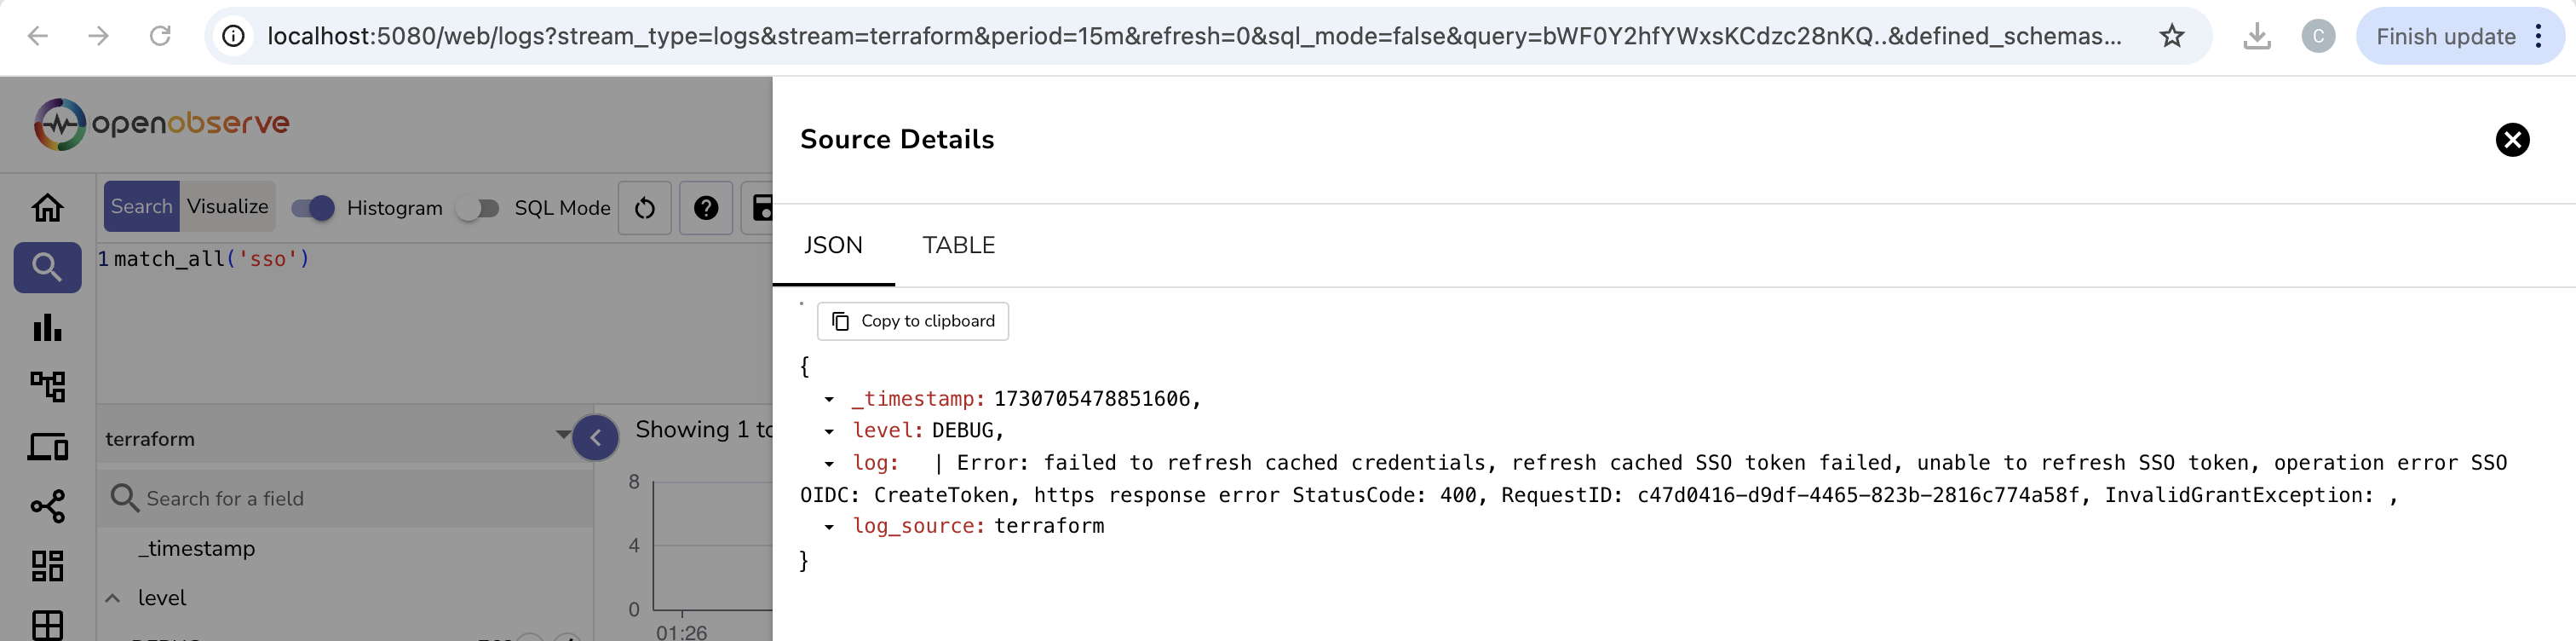 localhost:5080/web/logs?stream_type=logs&stream=terraform&period=15m&refresh=0&sql_mode=false&query=bWF0Y2hfYWxsKCdzc28nKQ..&defined_schemas...
C
Finish update
openobserve
Source Details
Search
Visualize
Histogram
SQL Mode
1 match_all('sso')
JSON
TABLE
Copy to clipboard
{
_timestamp: 1730705478851606,
level: DEBUG,
log:   | Error: failed to refresh cached credentials, refresh cached SSO token failed, unable to refresh SSO token, operation error SSO
OIDC: CreateToken, https response error StatusCode: 400, RequestID: c47d0416-d9df-4465-823b-2816c774a58f, InvalidGrantException: ,
log_source: terraform
}
terraform
Showing 1 to
Search for a field
_timestamp
level
8
4
0
01:26